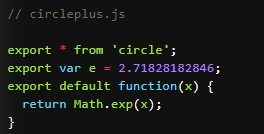 // circleplus.js

export * from 'circle';
export var e = 2.71828182846;
export default function(x) {
  return Math.exp(x);
}